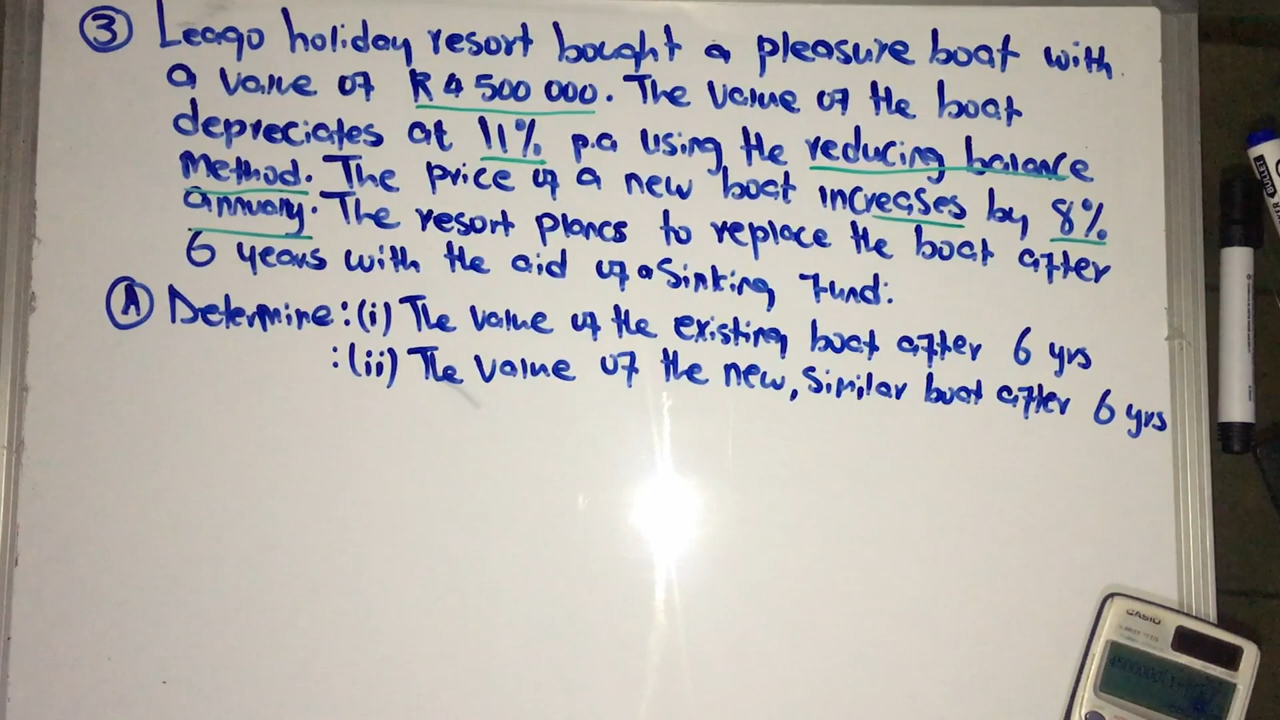 ③ Leago holiday resort bought a pleasure boat with
a value of R 4 500 000. The value of the boat
depreciates at 11% p.a using the reducing balance
method. The price of a new boat increases by 8%
annually. The resort plans to replace the boat after
6 years with the aid of a sinking fund:
Ⓐ Determine: (i) The value of the existing boat after 6 yrs
: (ii) The value of the new, similar boat after 6 yrs
BULLET
CASIO